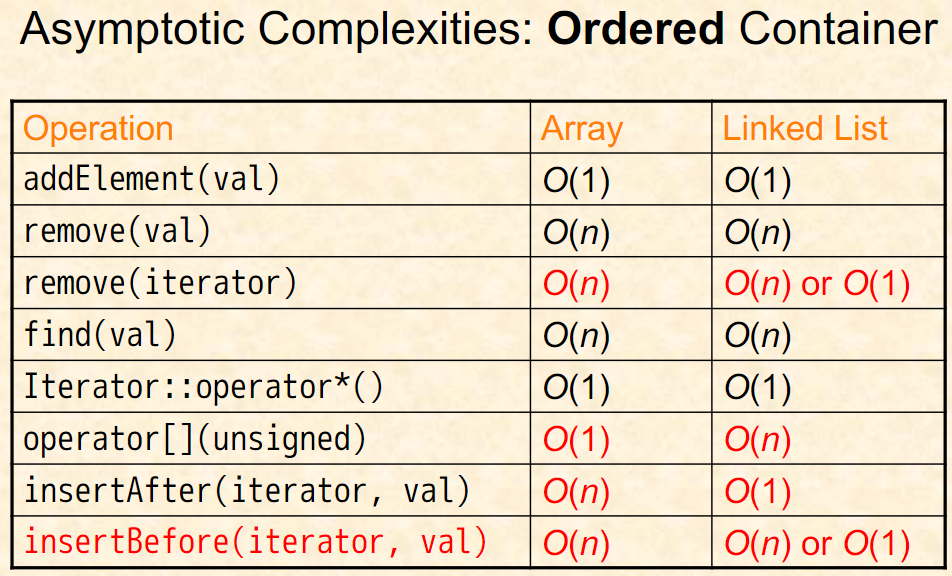 Asymptotic Complexities: Ordered Container
Operation Array Linked List
addElement(val) O(1) O(1)
remove(val) O(n) O(n)
remove(iterator) O(n) O(n) or O(1)
find(val) O(n) O(n)
Iterator::operator*() O(1) O(1)
operator[](unsigned) O(1) O(n)
insertAfter(iterator, val) O(n) O(1)
insertBefore(iterator, val) O(n) O(n) or O(1)